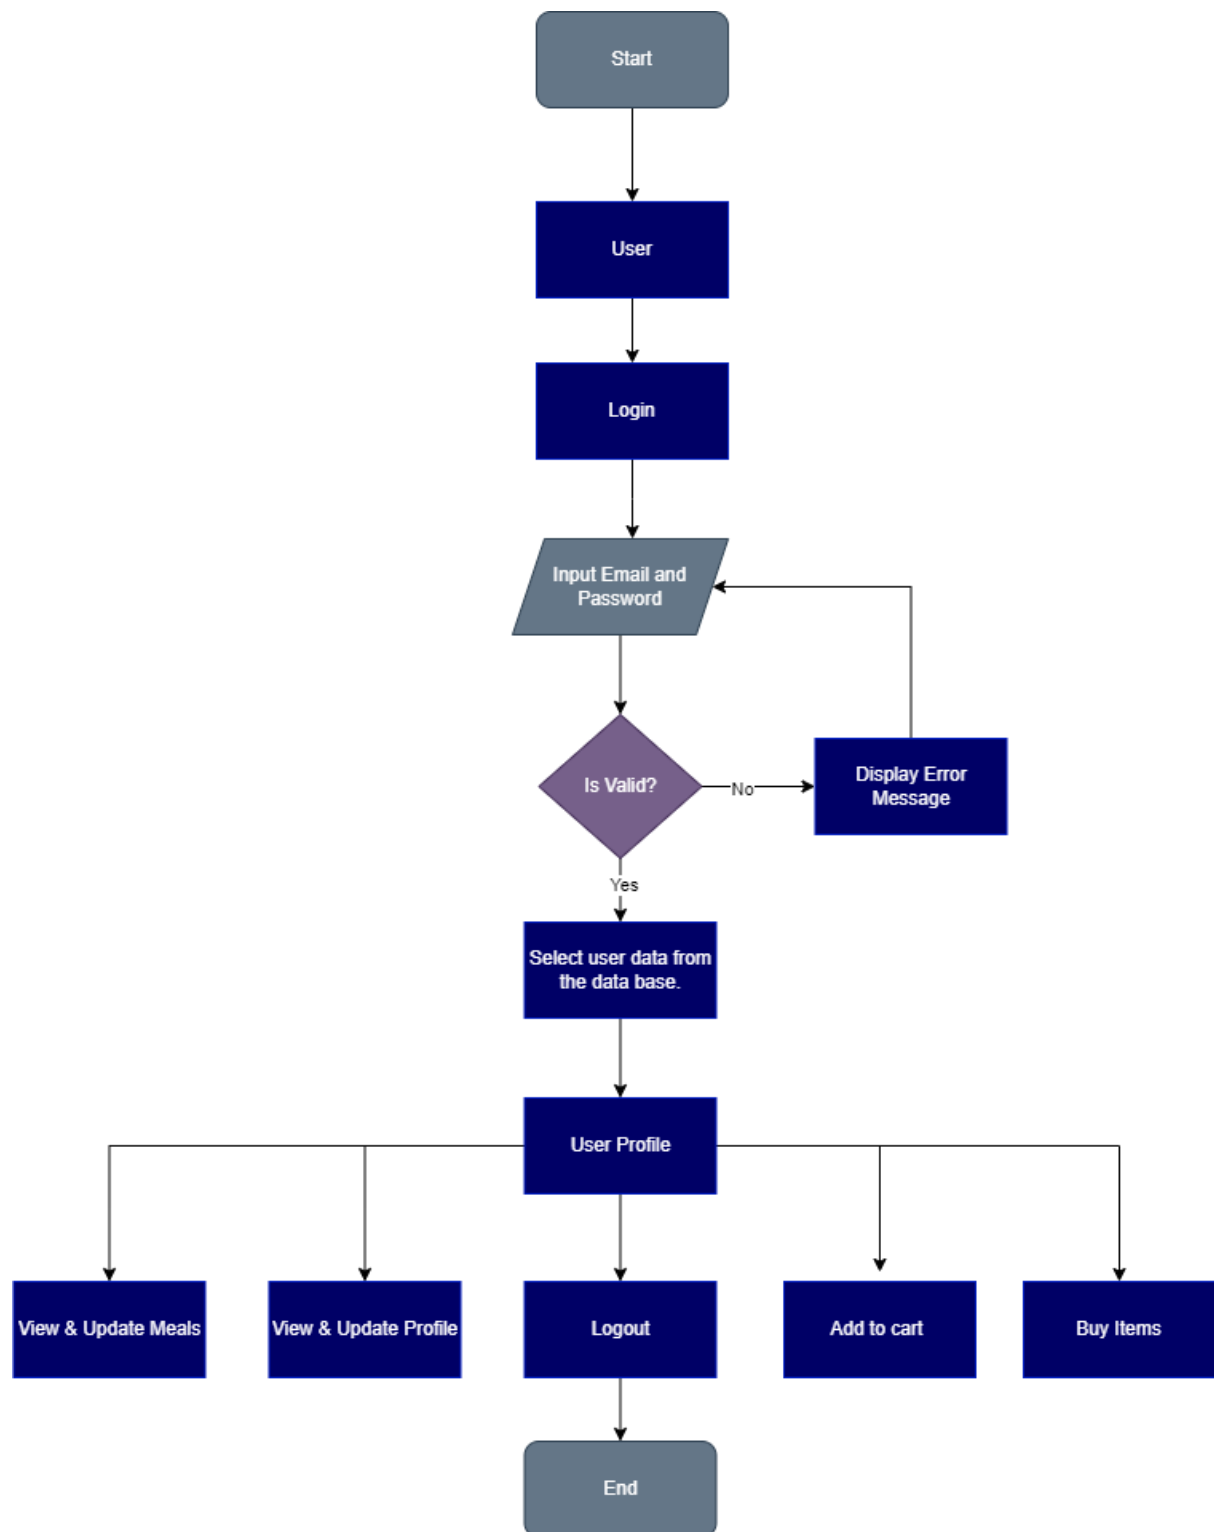 Start
User
Login
Input Email and
Password
Is Valid?
No
Display Error
Message
Yes
Select user data from
the data base.
User Profile
View & Update Meals
View & Update Profile
Logout
Add to cart
Buy Items
End